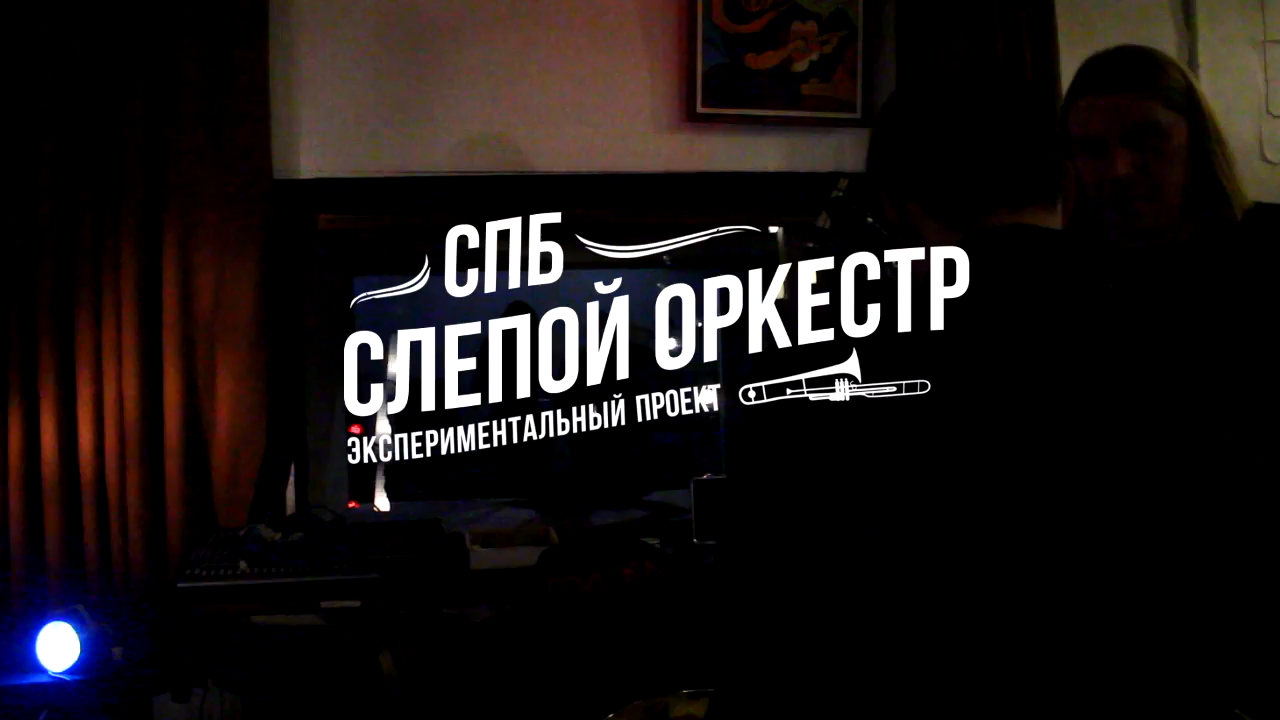 СПБ
СЛЕПОЙ ОРКЕСТР
ЭКСПЕРИМЕНТАЛЬНЫЙ ПРОЕКТ